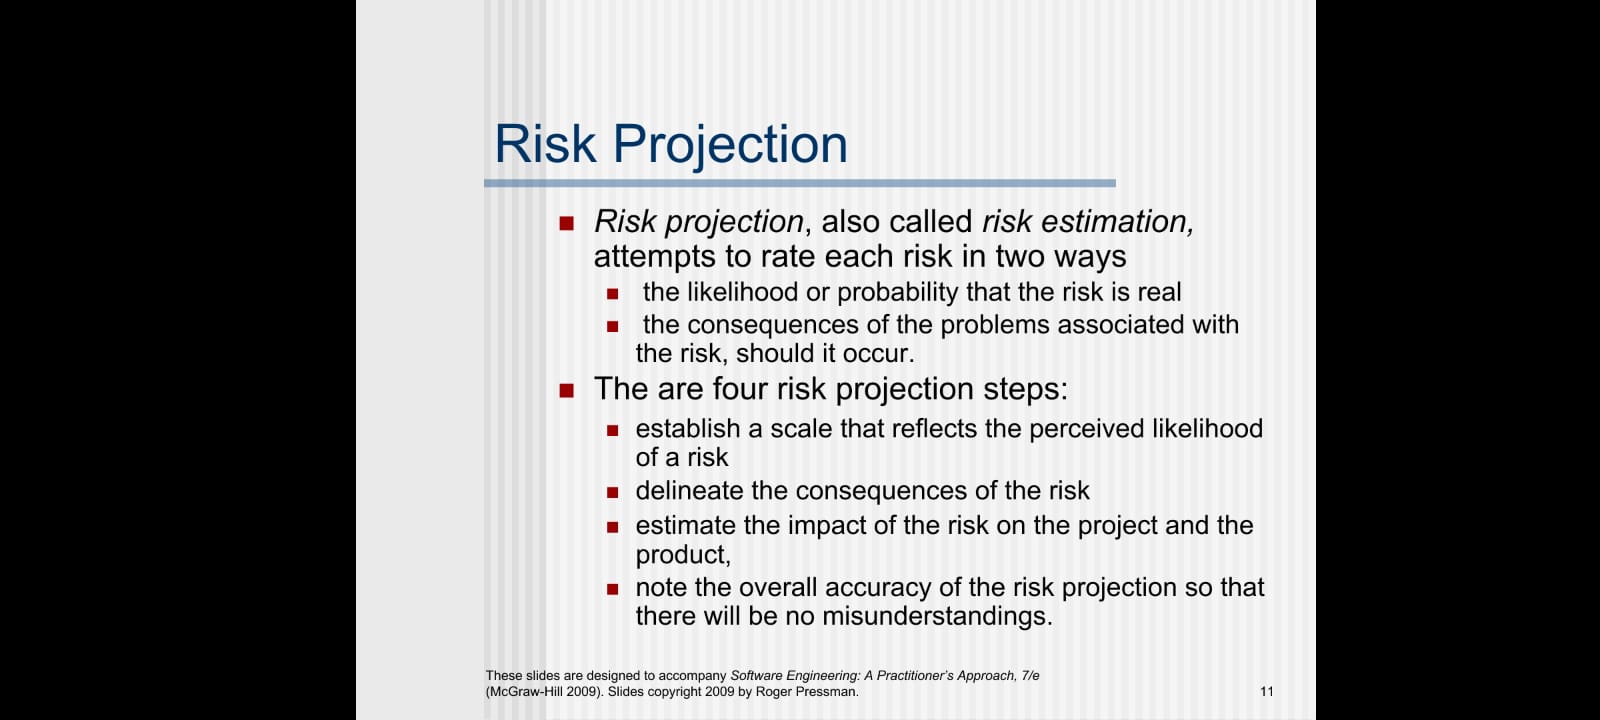 Risk Projection
Risk projection, also called risk estimation,
attempts to rate each risk in two ways
the likelihood or probability that the risk is real
the consequences of the problems associated with
the risk, should it occur.
The are four risk projection steps:
establish a scale that reflects the perceived likelihood
of a risk
delineate the consequences of the risk
estimate the impact of the risk on the project and the
product,
note the overall accuracy of the risk projection so that
there will be no misunderstandings.
These slides are designed to accompany Software Engineering: A Practitioner's Approach, 7/e
(McGraw-Hill 2009). Slides copyright 2009 by Roger Pressman.
11